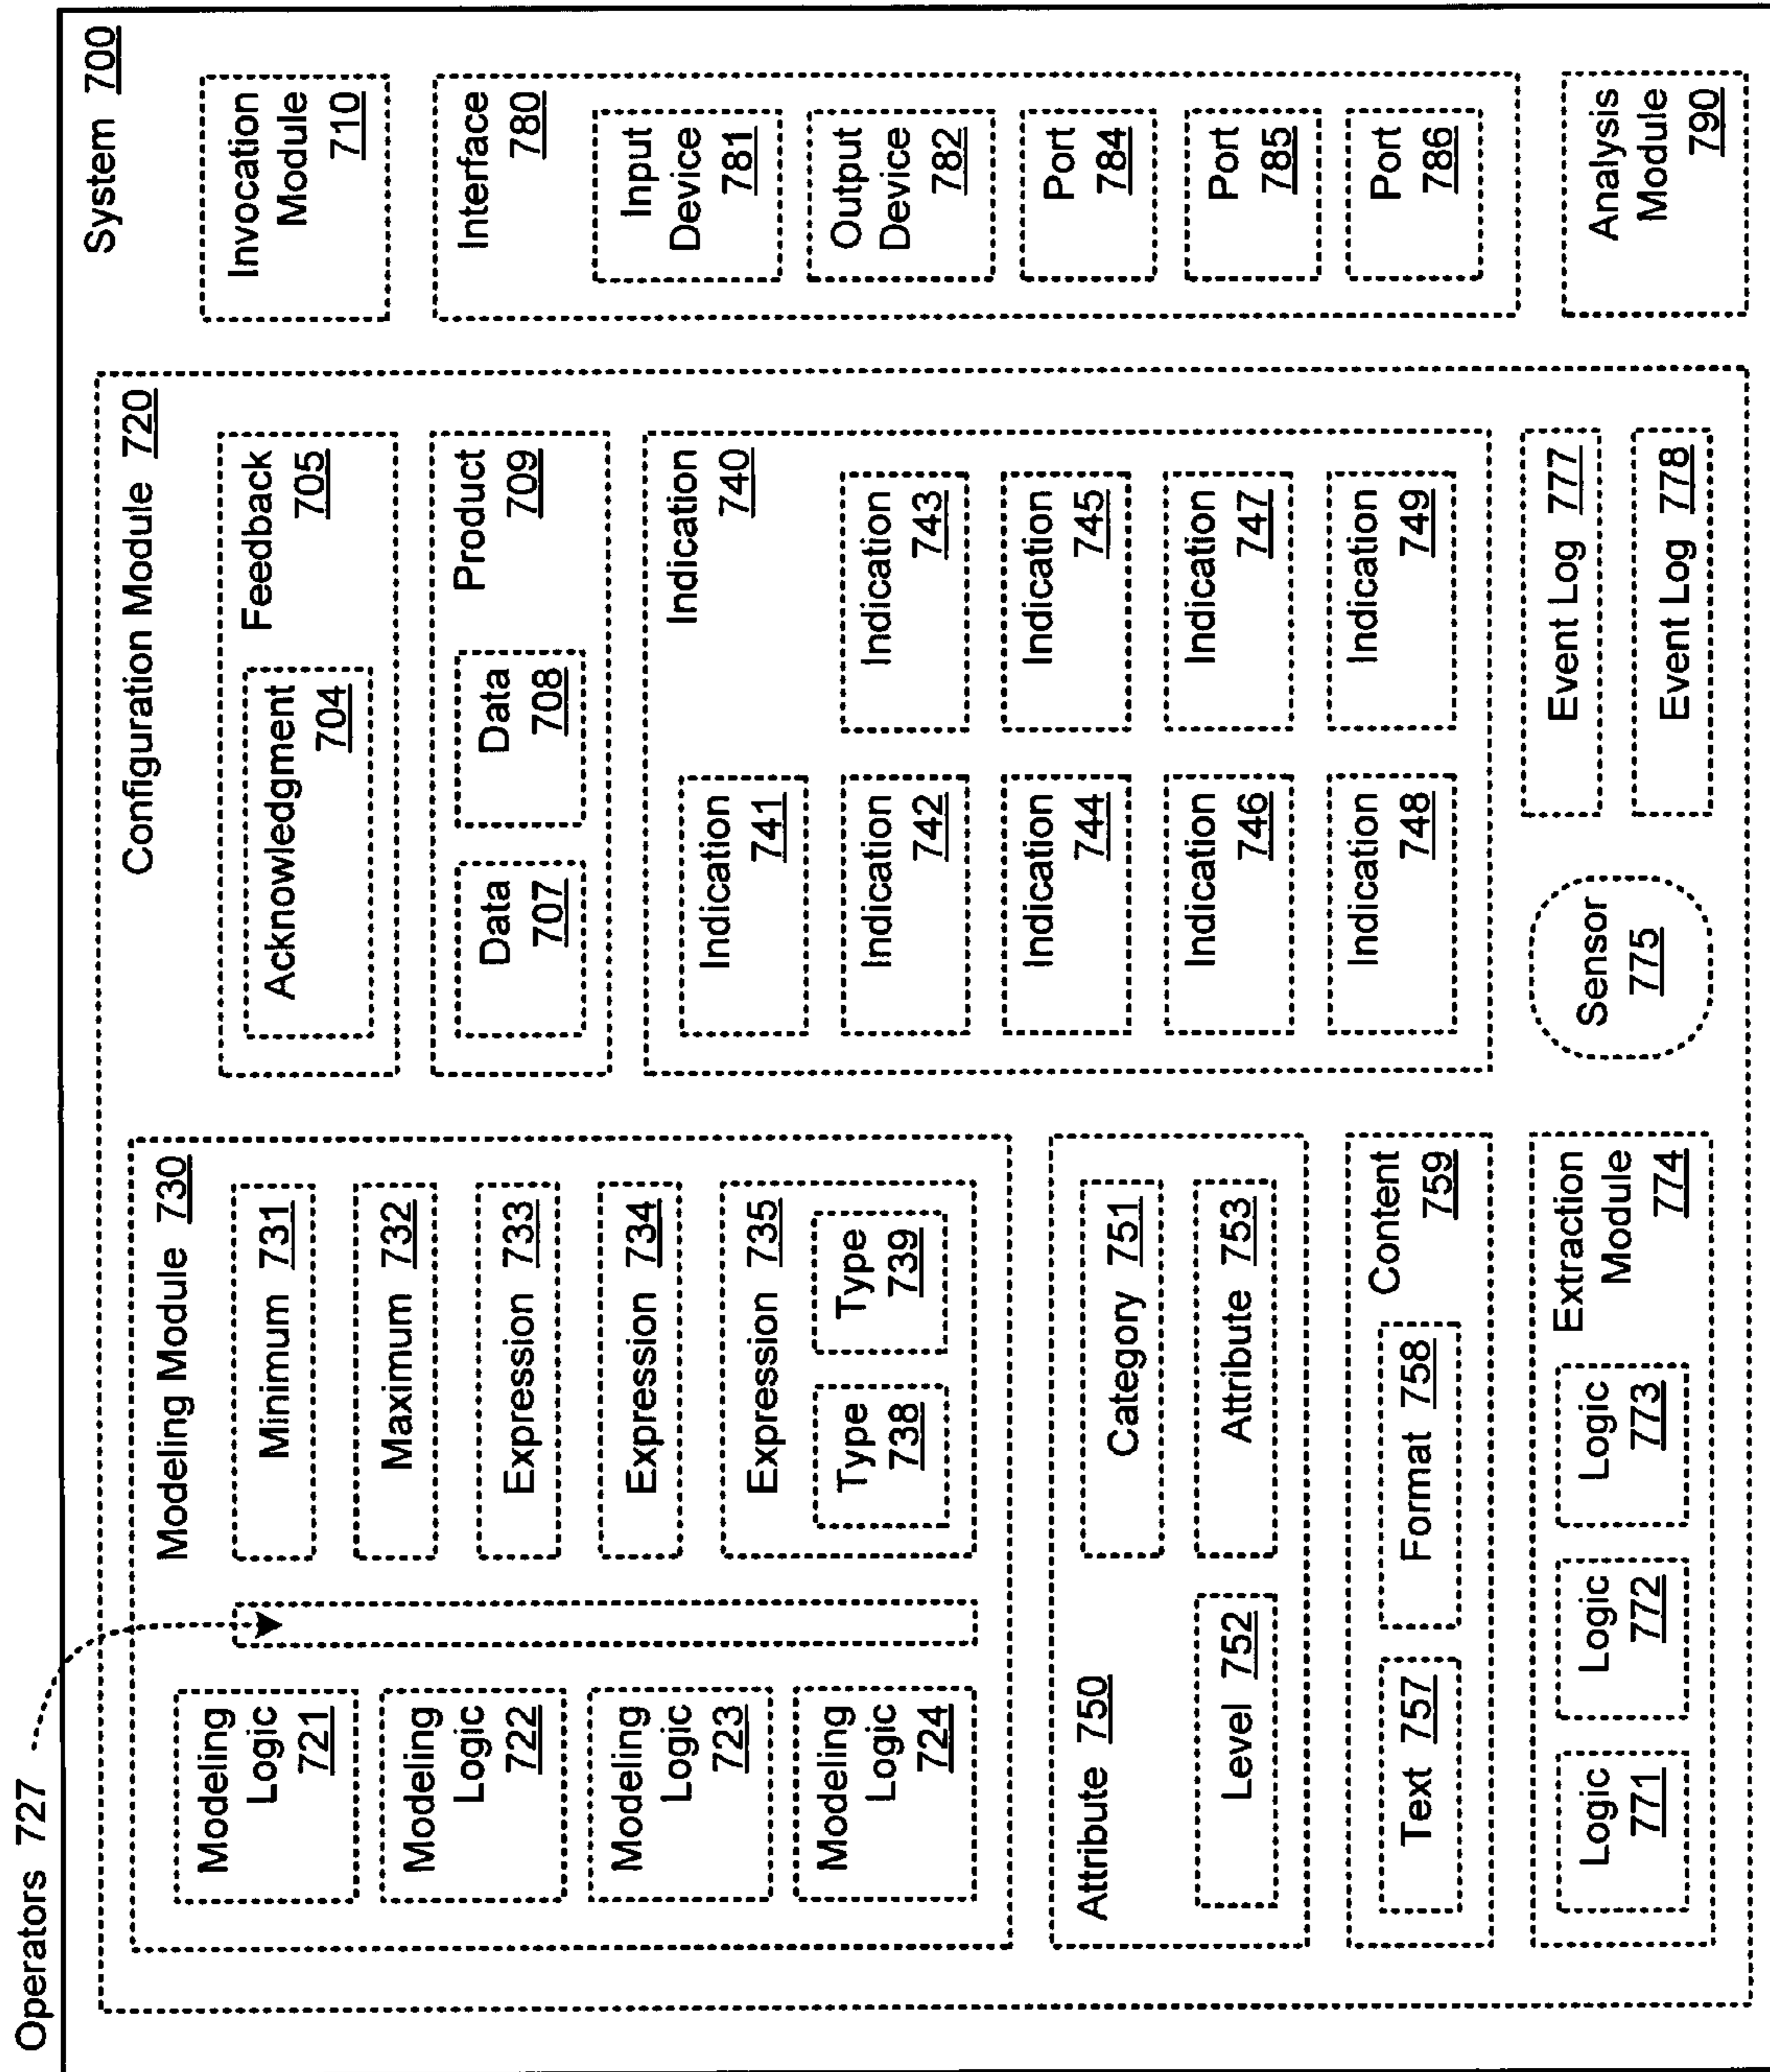 Operators 727
System 700
Configuration Module 720
Modeling Module 730
Modeling
Logic
721
Modeling
Logic
722
Modeling
Logic
723
Modeling
Logic
724
Minimum 731
Maximum 732
Expression 733
Expression 734
Expression 735
Type
738
Type
739
Attribute 750
Category 751
Level 752
Attribute 753
Content
759
Text 757
Format 758
Extraction
Module
774
Logic
771
Logic
772
Logic
773
Feedback
705
Acknowledgment
704
Product
709
Data
707
Data
708
Indication
740
Indication
741
Indication
742
Indication
743
Indication
744
Indication
745
Indication
746
Indication
747
Indication
748
Indication
749
Sensor
775
Event Log 777
Event Log 778
Invocation
Module
710
Interface
780
Input
Device
781
Output
Device
782
Port
784
Port
785
Port
786
Analysis
Module
790